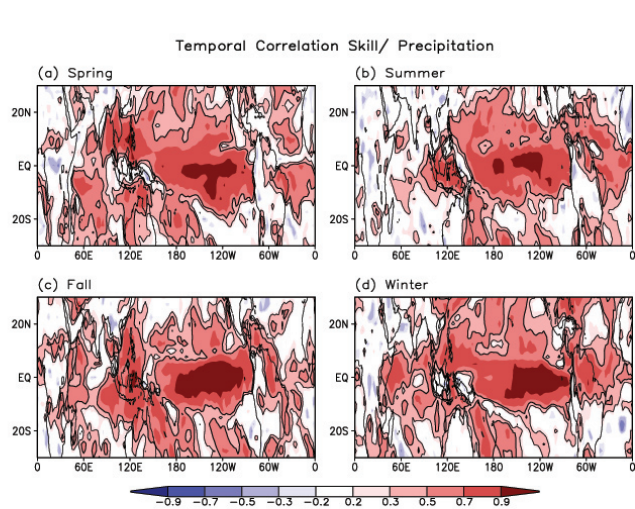 Temporal Correlation Skill/ Precipitation
(a) Spring
(b) Summer
20N
EQ
20S
0 60E 120E 180 120W 60W 0
20N
EQ
20S
0 60E 120E 180 120W 60W 0
(c) Fall
(d) Winter
20N
EQ
20S
0 60E 120E 180 120W 60W 0
20N
EQ
20S
0 60E 120E 180 120W 60W 0
-0.9 -0.7 -0.5 -0.3 -0.2 0.2 0.3 0.5 0.7 0.9